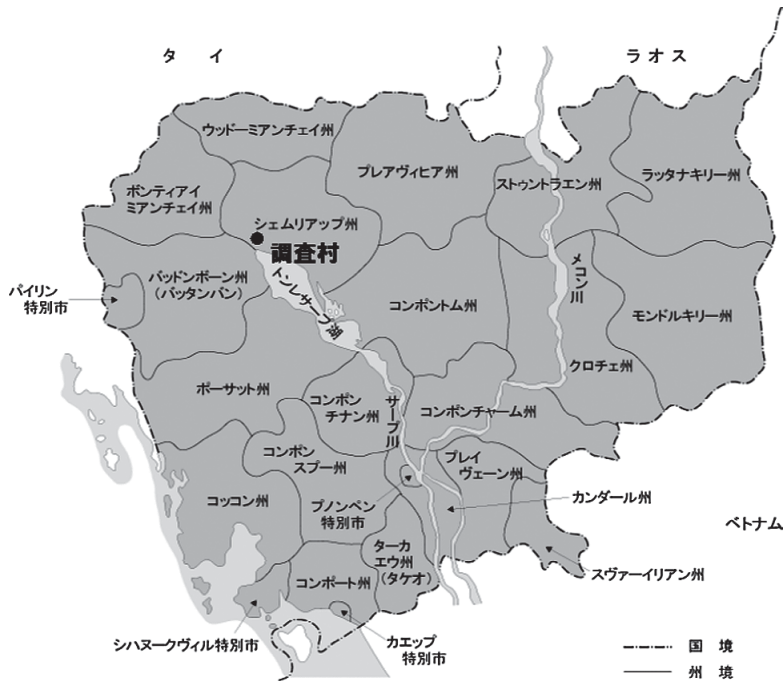 タイ
ラオス
ウッドーミアンチェイ州
プレアヴィヒア州
ストゥントラエン州
ラッタナキリー州
ボンティアイ
ミアンチェイ州
シェムリアップ州
調査村
トンレサープ湖
バッドンボーン州
(バッタンバン)
パイリン
特別市
コンポントム州
メコン川
モンドルキリー州
クロチェ州
ポーサット州
コンポン
チナン州
サープ川
コンポンチャーム州
コンポン
スプー州
プレイ
ヴェーン州
コッコン州
プノンペン
特別市
カンダール州
ベトナム
ターカ
エウ州
(タケオ)
コンポート州
スヴァーイリアン州
シハヌークヴィル特別市
カエップ
特別市
国境
州境